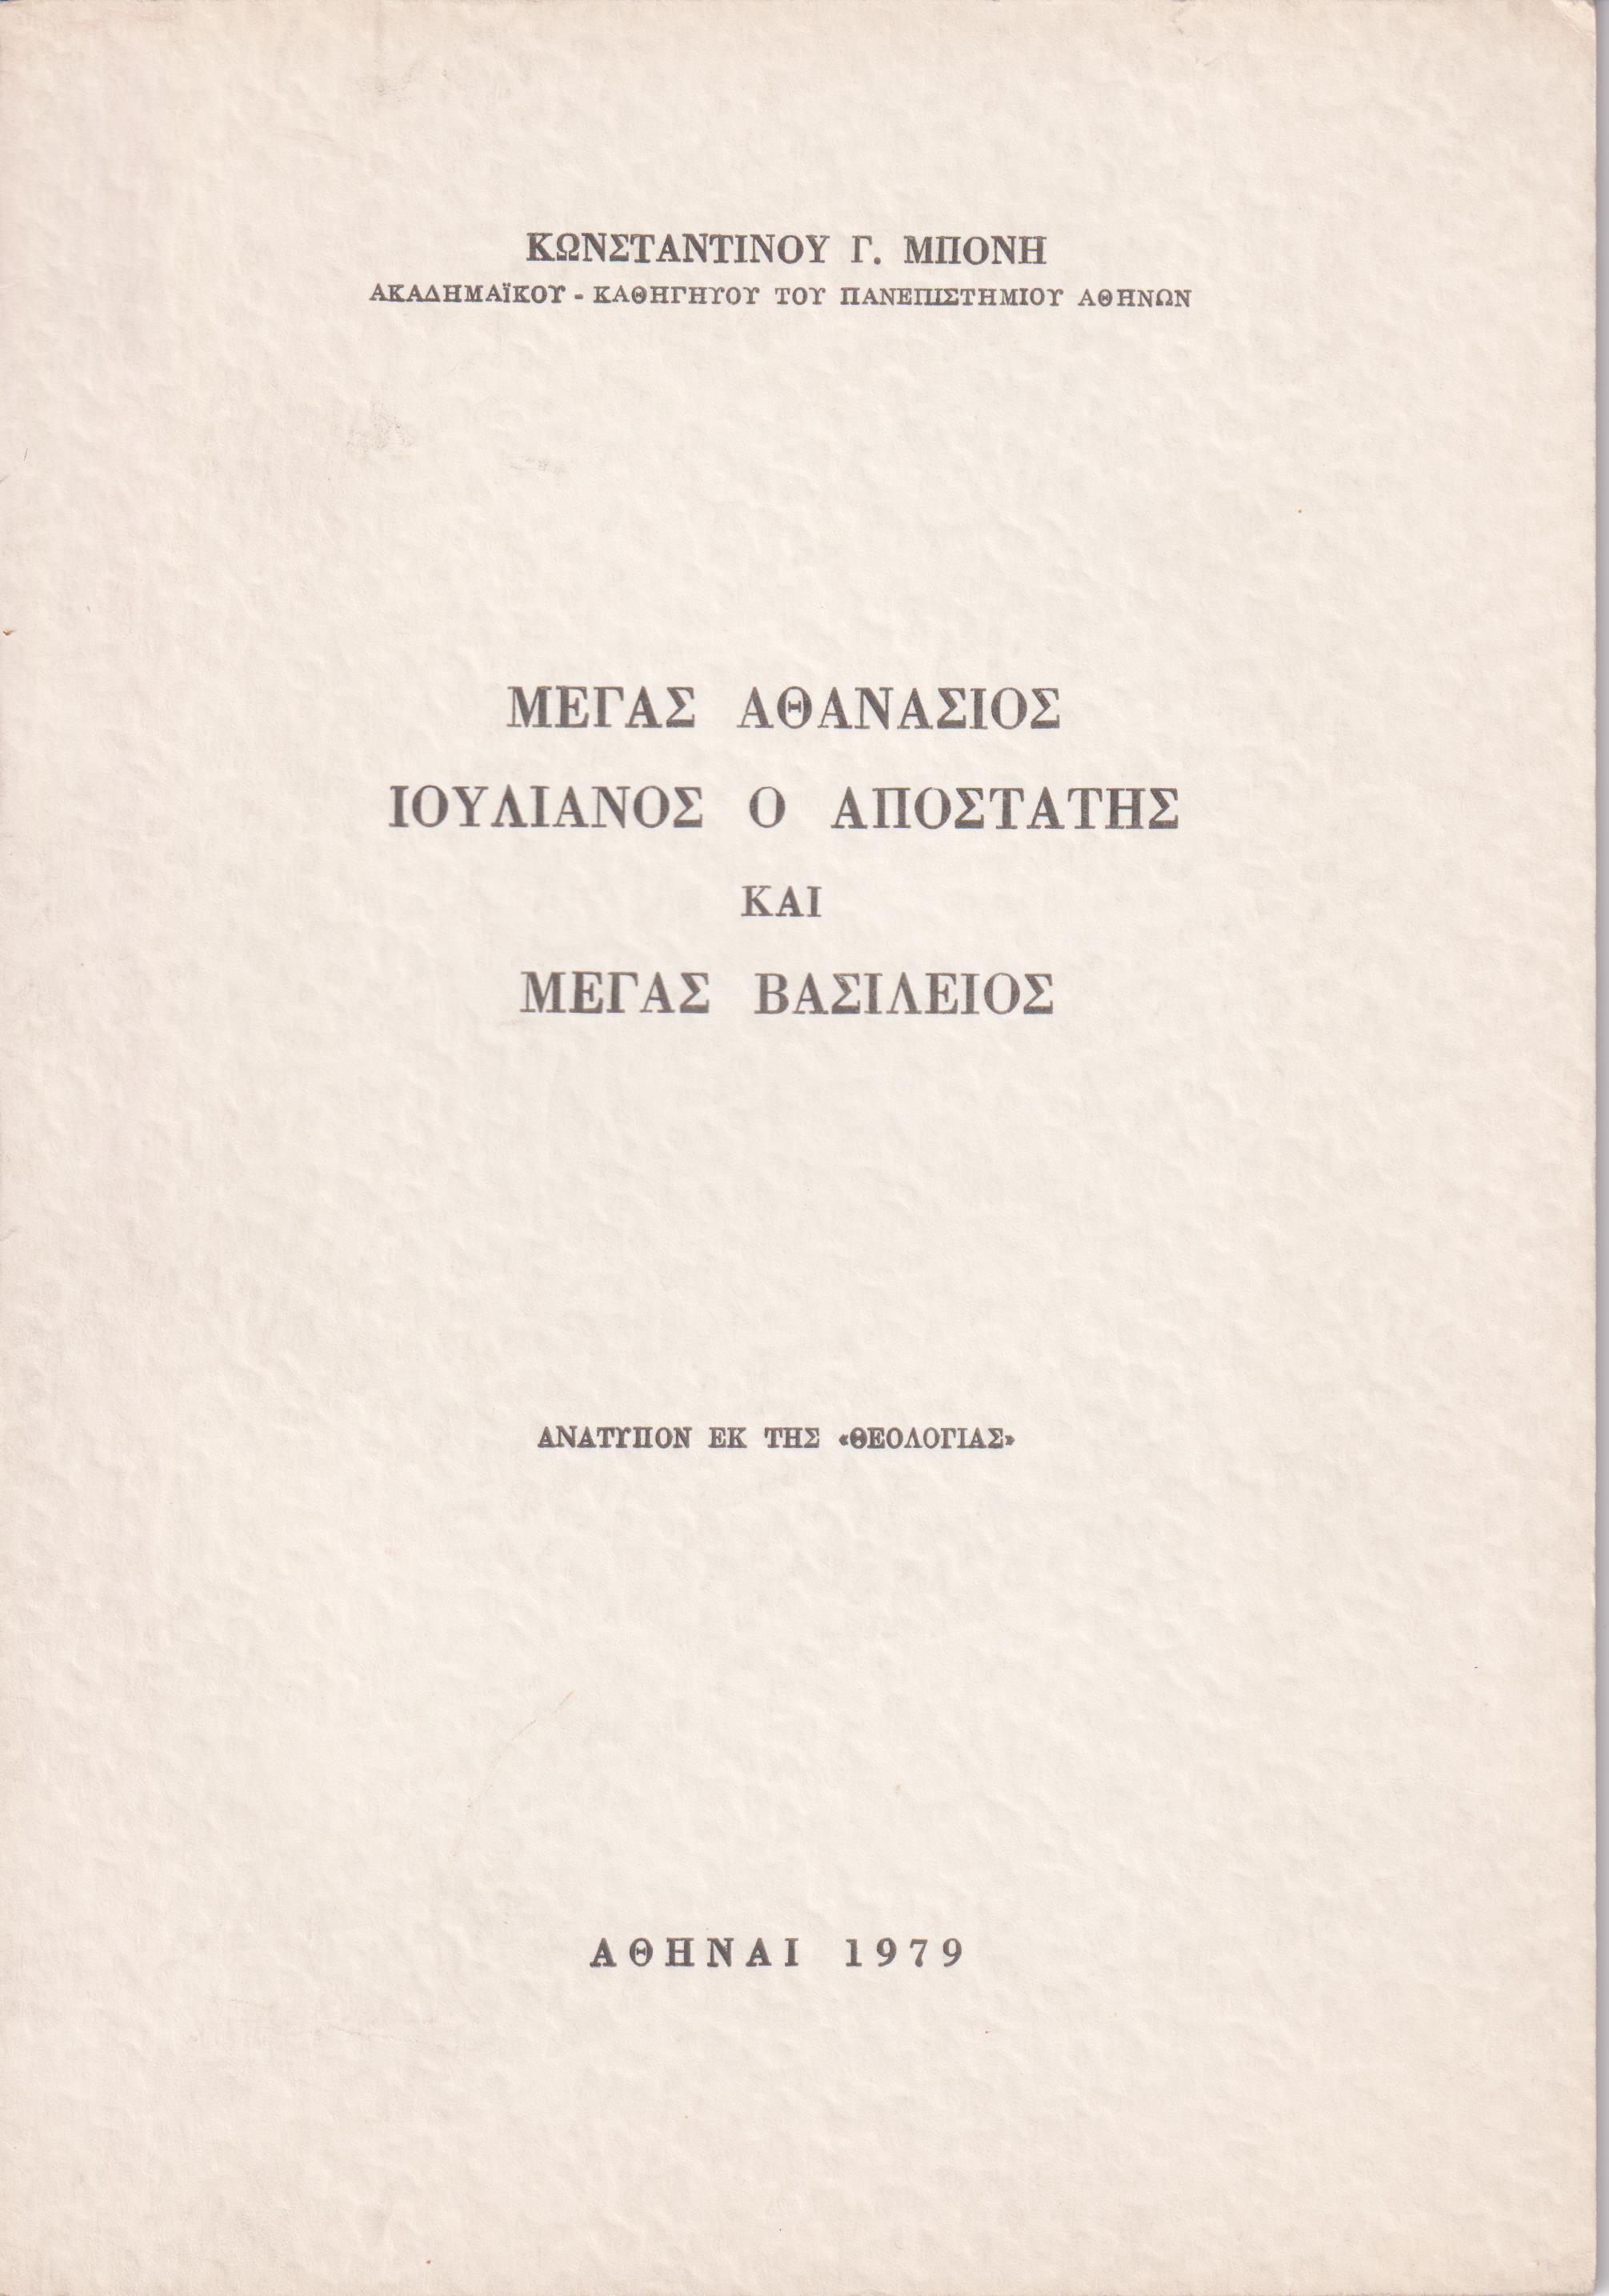 ΚΩΝΣΤΑΝΤΙΝΟΥ Γ. ΜΠΟΝΗ
ΑΚΑΔΗΜΑΪΚΟΥ - ΚΑΘΗΓΗΥΟΥ ΤΟΥ ΠΑΝΕΠΙΣΤΗΜΙΟΥ ΑΘΗΝΩΝ
ΜΕΓΑΣ ΑΘΑΝΑΣΙΟΣ
ΙΟΥΛΙΑΝΟΣ Ο ΑΠΟΣΤΑΤΗΣ
ΚΑΙ
ΜΕΓΑΣ ΒΑΣΙΛΕΙΟΣ
ΑΝΑΤΥΠΟΝ ΕΚ ΤΗΣ «ΘΕΟΛΟΓΙΑΣ»
ΑΘΗΝΑΙ 1979